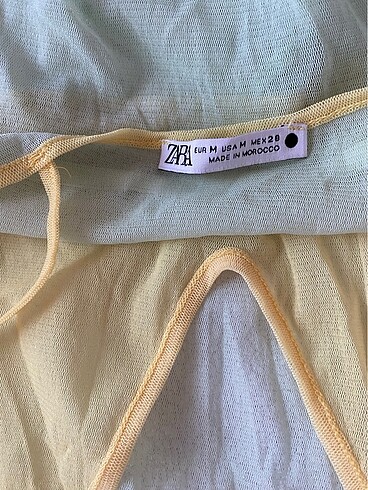 ZARA
EUR M USA M MEX 28
MADE IN MOROCCO